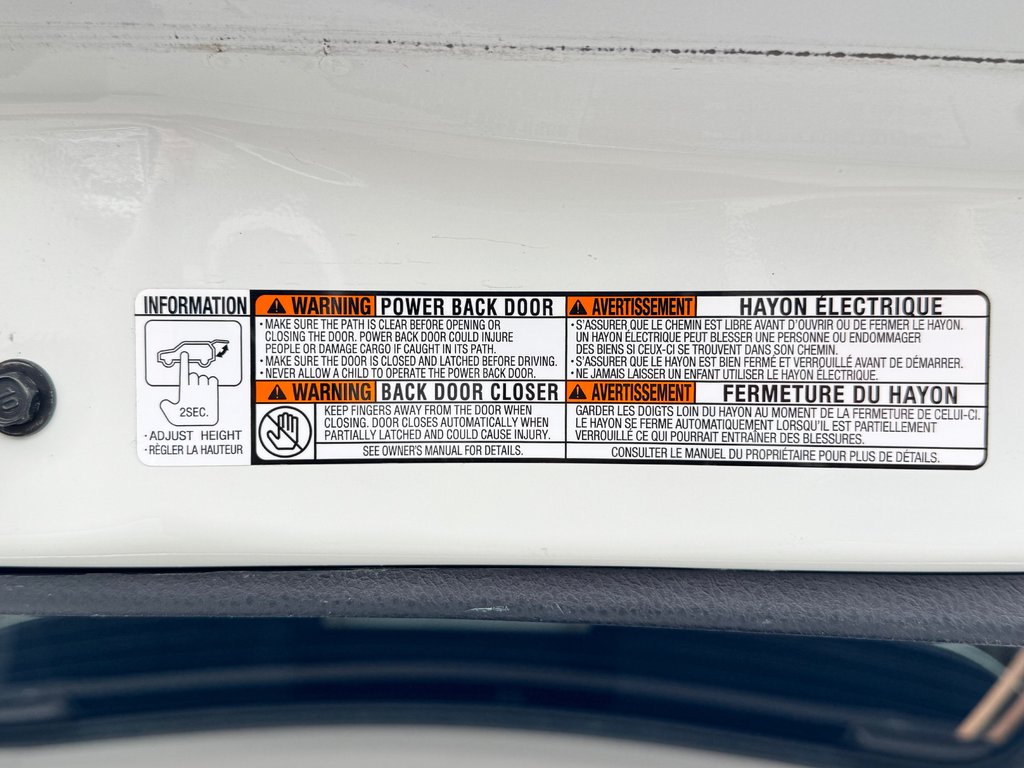 INFORMATION
2SEC.
· ADJUST HEIGHT
· RÈGLER LA HAUTEUR
WARNING POWER BACK DOOR
· MAKE SURE THE PATH IS CLEAR BEFORE OPENING OR
CLOSING THE DOOR. POWER BACK DOOR COULD INJURE
PEOPLE OR DAMAGE CARGO IF CAUGHT IN ITS PATH.
· MAKE SURE THE DOOR IS CLOSED AND LATCHED BEFORE DRIVING.
· NEVER ALLOW A CHILD TO OPERATE THE POWER BACK DOOR.
WARNING BACK DOOR CLOSER
KEEP FINGERS AWAY FROM THE DOOR WHEN
CLOSING. DOOR CLOSES AUTOMATICALLY WHEN
PARTIALLY LATCHED AND COULD CAUSE INJURY.
SEE OWNER'S MANUAL FOR DETAILS.
AVERTISSEMENT HAYON ÉLECTRIQUE
· S'ASSURER QUE LE CHEMIN EST LIBRE AVANT D'OUVRIR OU DE FERMER LE HAYON.
UN HAYON ÉLECTRIQUE PEUT BLESSER UNE PERSONNE OU ENDOMMAGER
DES BIENS SI CEUX-CI SE TROUVENT DANS SON CHEMIN.
· S'ASSURER QUE LE HAYON EST BIEN FERMÉ ET VERROUILLÉ AVANT DE DÉMARRER.
· NE JAMAIS LAISSER UN ENFANT UTILISER LE HAYON ÉLECTRIQUE.
AVERTISSEMENT FERMETURE DU HAYON
GARDER LES DOIGTS LOIN DU HAYON AU MOMENT DE LA FERMETURE DE CELUI-CI.
LE HAYON SE FERME AUTOMATIQUEMENT LORSQU'IL EST PARTIELLEMENT
VERROUILLÉ CE QUI POURRAIT ENTRAÎNER DES BLESSURES.
CONSULTER LE MANUEL DU PROPRIÉTAIRE POUR PLUS DE DÉTAILS.